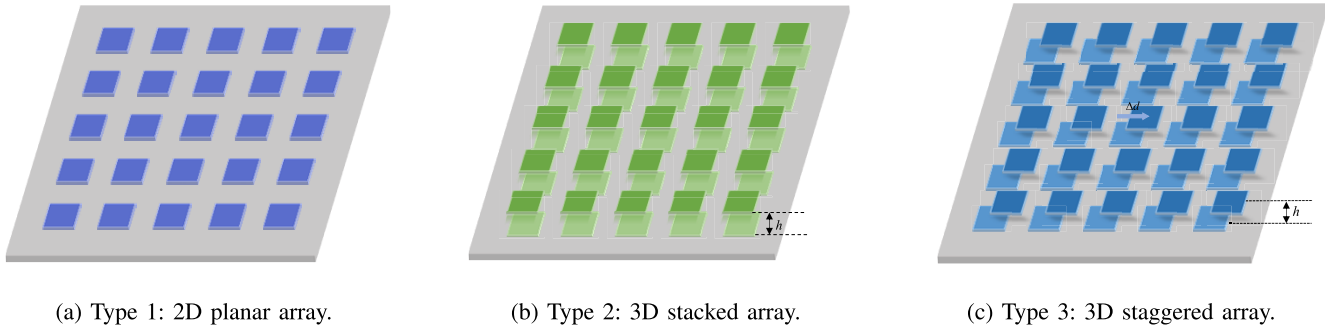 Δd
h
h
(a) Type 1: 2D planar array.
(b) Type 2: 3D stacked array.
(c) Type 3: 3D staggered array.